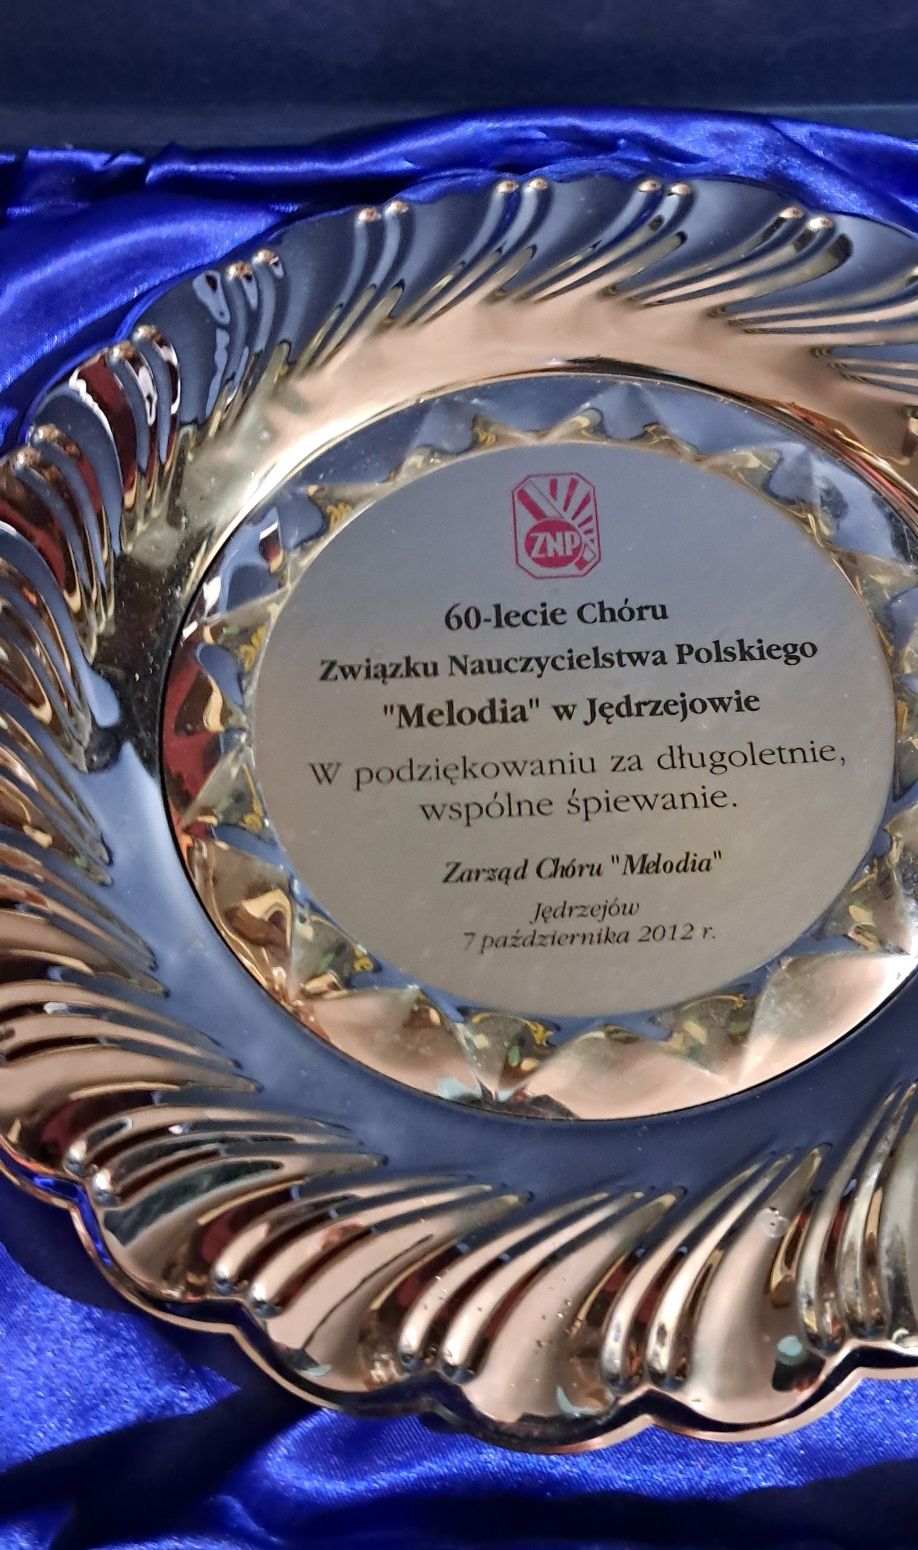 ZNP
60-lecie Chóru
Związku Nauczycielstwa Polskiego
"Melodia" w Jędrzejowie
W podziękowaniu za długoletnie,
wspólne śpiewanie.
Zarząd Chóru "Melodia"
Jędrzejów
7 października 2012 r.